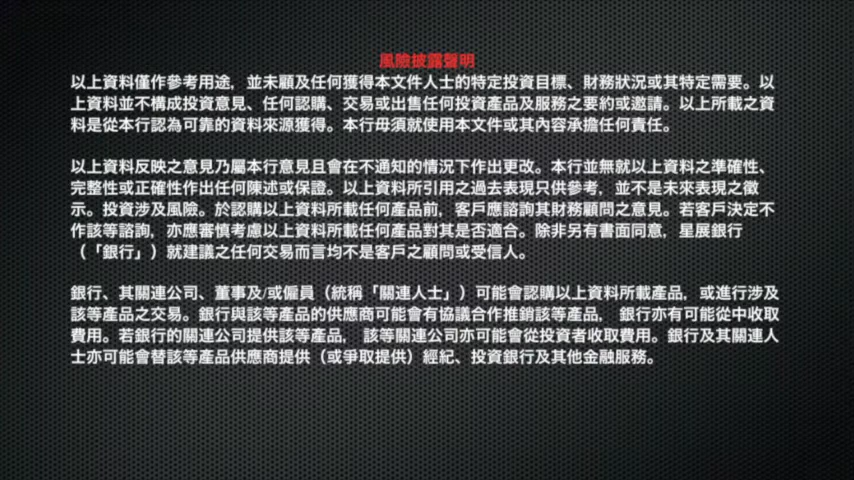 風險披露聲明
以上資料僅作參考用途，並未顧及任何獲得本文件人士的特定投資目標、財務狀況或其特定需要。以
上資料並不構成投資意見、任何認購、交易或出售任何投資產品及服務之要約或邀請。以上所載之資
料是從本行認為可靠的資料來源獲得。本行毋須就使用本文件或其內容承擔任何責任。
以上資料反映之意見乃屬本行意見且會在不通知的情況下作出更改。本行並無就以上資料之準確性、
完整性或正確性作出任何陳述或保證。以上資料所引用之過去表現只供參考，並不是未來表現之徵
示。投資涉及風險。於認購以上資料所載任何產品前，客戶應諮詢其財務顧問之意見。若客戶決定不
作該等諮詢，亦應審慎考慮以上資料所載任何產品對其是否適合。除非另有書面同意，星展銀行
（「銀行」）就建議之任何交易而言均不是客戶之顧問或受信人。
銀行、其關連公司、董事及/或僱員（統稱「關連人士」）可能會認購以上資料所載產品，或進行涉及
該等產品之交易。銀行與該等產品的供應商可能會有協議合作推銷該等產品， 銀行亦有可能從中收取
費用。若銀行的關連公司提供該等產品， 該等關連公司亦可能會從投資者收取費用。銀行及其關連人
士亦可能會替該等產品供應商提供（或爭取提供）經紀、投資銀行及其他金融服務。